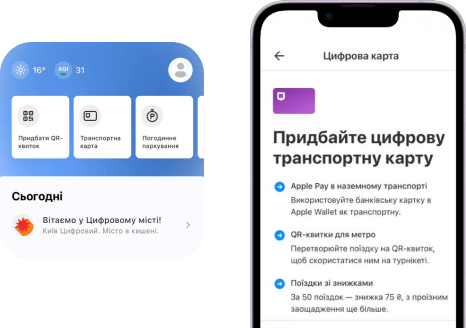 16°
AQI
31
Придбати QR-
квиток
Транспортна
карта
Погодинне
паркування
Сьогодні
Вітаємо у Цифровому місті!
Київ Цифровий. Місто в кишені.
Цифрова карта
Придбайте цифрову
транспортну карту
Apple Pay в наземному транспорті
Використовуйте банківську картку в
Apple Wallet як транспортну.
QR-квитки для метро
Перетворюйте поїздку на QR-квиток,
щоб скористатися ним на турнікеті.
Поїздки зі знижками
За 50 поїздок — знижка 75 ₴, з проїзним
заощадження ще більше.